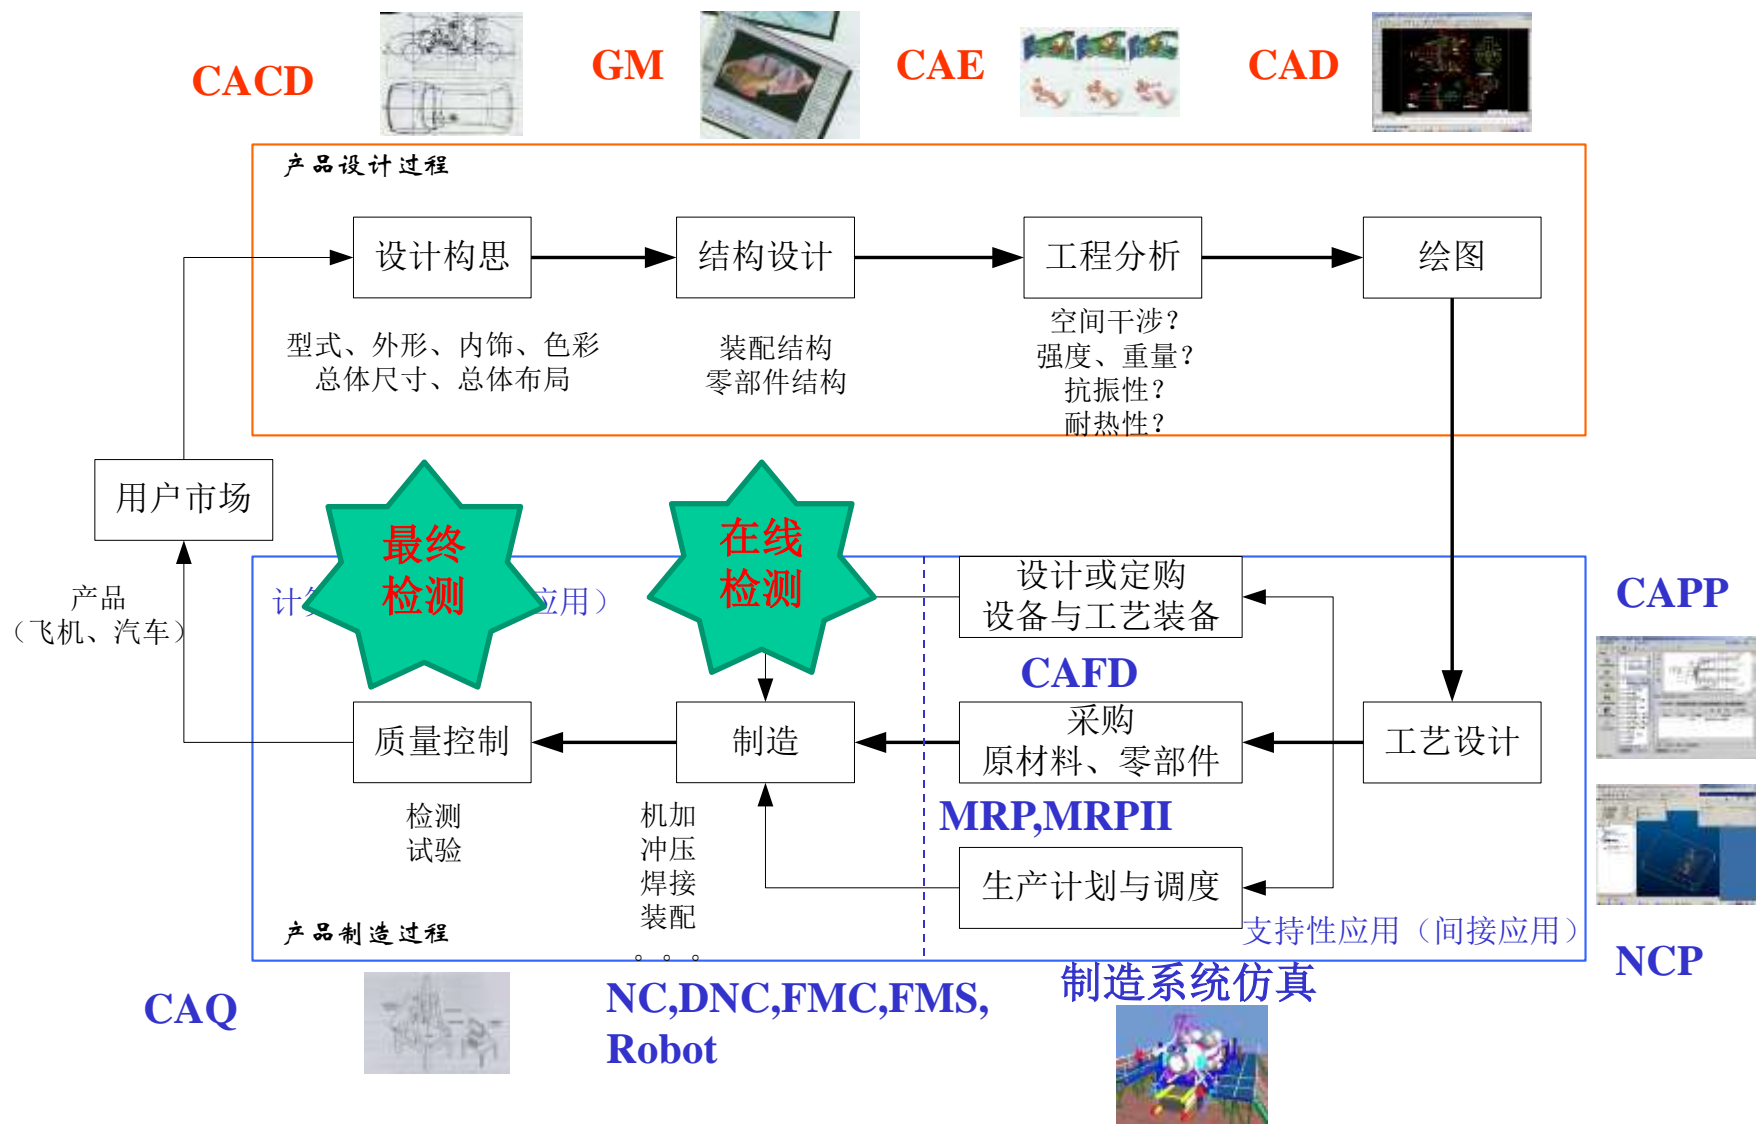 CACD
GM
CAE
CAD
产品设计过程
设计构思
结构设计
工程分析
绘图
型式、外形、内饰、色彩
总体尺寸、总体布局
装配结构
零部件结构
空间干涉?
强度、重量?
抗振性?
耐热性?
用户市场
产品
（飞机、汽车）
最终
检测
在线
检测
应用）
设计或定购
设备与工艺装备
CAPP
CAFD
质量控制
制造
采购
原材料、零部件
工艺设计
检测
试验
机加
冲压
焊接
装配
。。。
MRP,MRPII
生产计划与调度
支持性应用（间接应用）
产品制造过程
NCP
制造系统仿真
CAQ
NC,DNC,FMC,FMS,
Robot